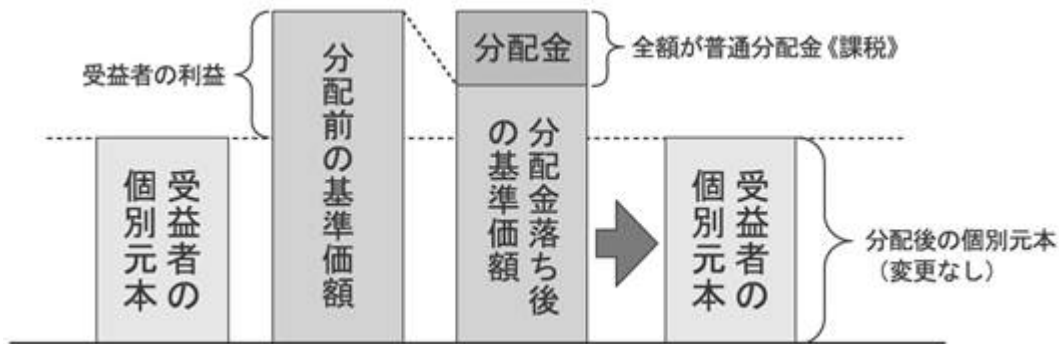 受益者の利益
受益者の
個別元本
分配前の基準価額
分配金
全額が普通分配金《課税》
分配金落ち後
の基準価額
受益者の
個別元本
分配後の個別元本
（変更なし）